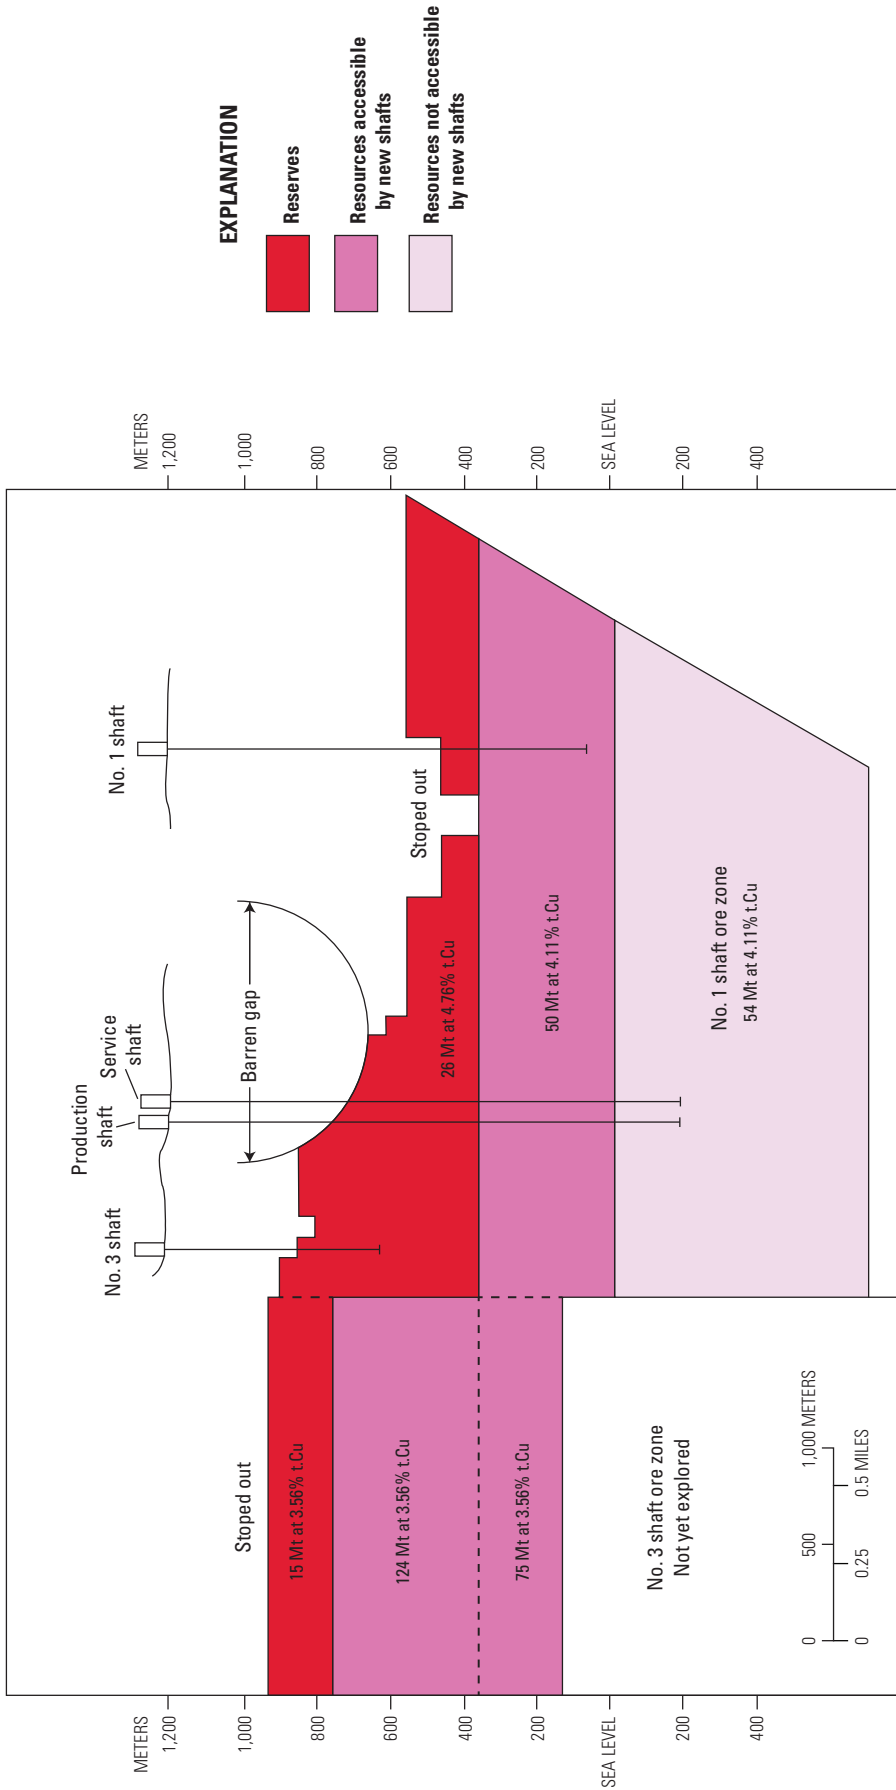 METERS
1,200
1,000
800
600
400
200
SEA LEVEL
200
400
No. 3 shaft
Production
shaft
Service
shaft
No. 1 shaft
Barren gap
Stoped out
Stoped out
15 Mt at 3.56% t.Cu
124 Mt at 3.56% t.Cu
75 Mt at 3.56% t.Cu
26 Mt at 4.76% t.Cu
50 Mt at 4.11% t.Cu
No. 1 shaft ore zone
54 Mt at 4.11% t.Cu
No. 3 shaft ore zone
Not yet explored
0 500 1,000 METERS
0 0.25 0.5 MILES
METERS
1,200
1,000
800
600
400
200
SEA LEVEL
200
400
EXPLANATION
Reserves
Resources accessible
by new shafts
Resources not accessible
by new shafts